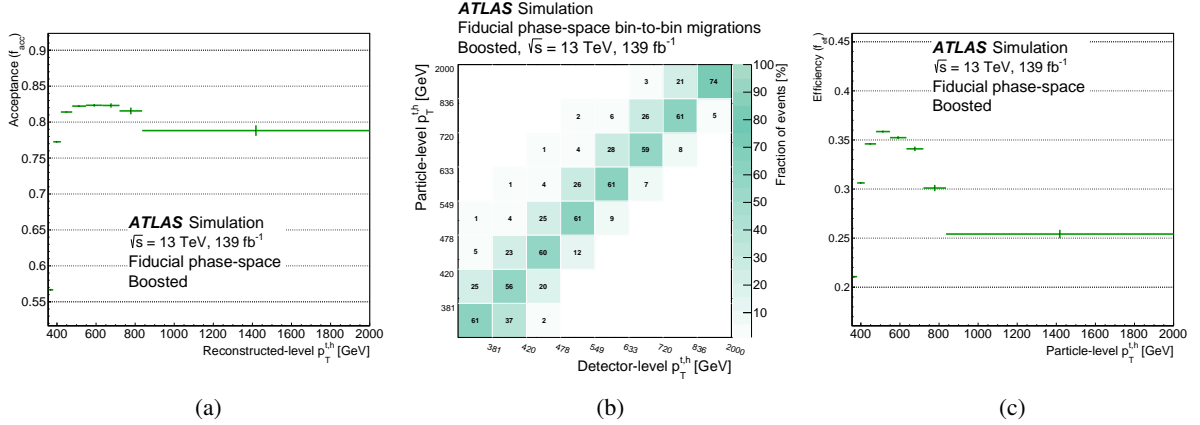 ATLAS Simulation
√s = 13 TeV, 139 fb-1
Fiducial phase-space
Boosted
Acceptance (f_acc)
0.9
0.85
0.8
0.75
0.7
0.65
0.6
0.55
400 600 800 1000 1200 1400 1600 1800 2000
Reconstructed-level p_T^t,h [GeV]
(a)
ATLAS Simulation
Fiducial phase-space bin-to-bin migrations
Boosted, √s = 13 TeV, 139 fb-1
Particle-level p_T^t,h [GeV]
2000 3 21 74
836 2 6 26 61 5
720 1 4 28 59 8
633 1 4 26 61 7
549 1 4 25 61 9
478 5 23 60 12
420 25 56 20
381 61 37 2
381 420 478 549 633 720 836 2000
Detector-level p_T^t,h [GeV]
100
90
80
70
60
50
40
30
20
10
Fraction of events [%]
(b)
ATLAS Simulation
√s = 13 TeV, 139 fb-1
Fiducial phase-space
Boosted
Efficiency (f_eff)
0.45
0.4
0.35
0.3
0.25
0.2
400 600 800 1000 1200 1400 1600 1800 2000
Particle-level p_T^t,h [GeV]
(c)